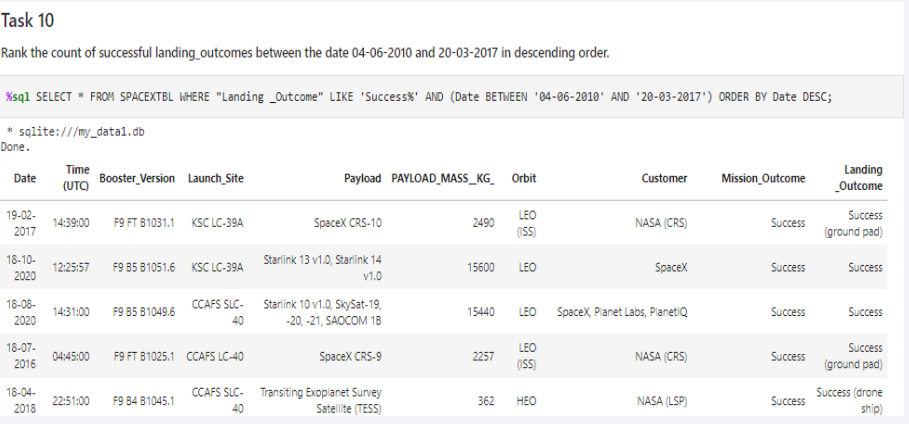 Task 10
Rank the count of successful landing_outcomes between the date 04-06-2010 and 20-03-2017 in descending order.
%sql SELECT * FROM SPACEXTBL WHERE "Landing _Outcome" LIKE 'Success%' AND (Date BETWEEN '04-06-2010' AND '20-03-2017') ORDER BY Date DESC;
* sqlite:///my_data1.db
Done.
Date Time (UTC) Booster_Version Launch_Site Payload PAYLOAD_MASS__KG_ Orbit Customer Mission_Outcome Landing _Outcome
19-02-2017 14:39:00 F9 FT B1031.1 KSC LC-39A SpaceX CRS-10 2490 LEO (ISS) NASA (CRS) Success Success (ground pad)
18-10-2020 12:25:57 F9 B5 B1051.6 KSC LC-39A Starlink 13 v1.0, Starlink 14 v1.0 15600 LEO SpaceX Success Success
18-08-2020 14:31:00 F9 B5 B1049.6 CCAFS SLC-40 Starlink 10 v1.0, SkySat-19, -20, -21, SAOCOM 1B 15440 LEO SpaceX, Planet Labs, PlanetIQ Success Success
18-07-2016 04:45:00 F9 FT B1025.1 CCAFS LC-40 SpaceX CRS-9 2257 LEO (ISS) NASA (CRS) Success Success (ground pad)
18-04-2018 22:51:00 F9 B4 B1045.1 CCAFS SLC-40 Transiting Exoplanet Survey Satellite (TESS) 362 HEO NASA (LSP) Success Success (drone ship)